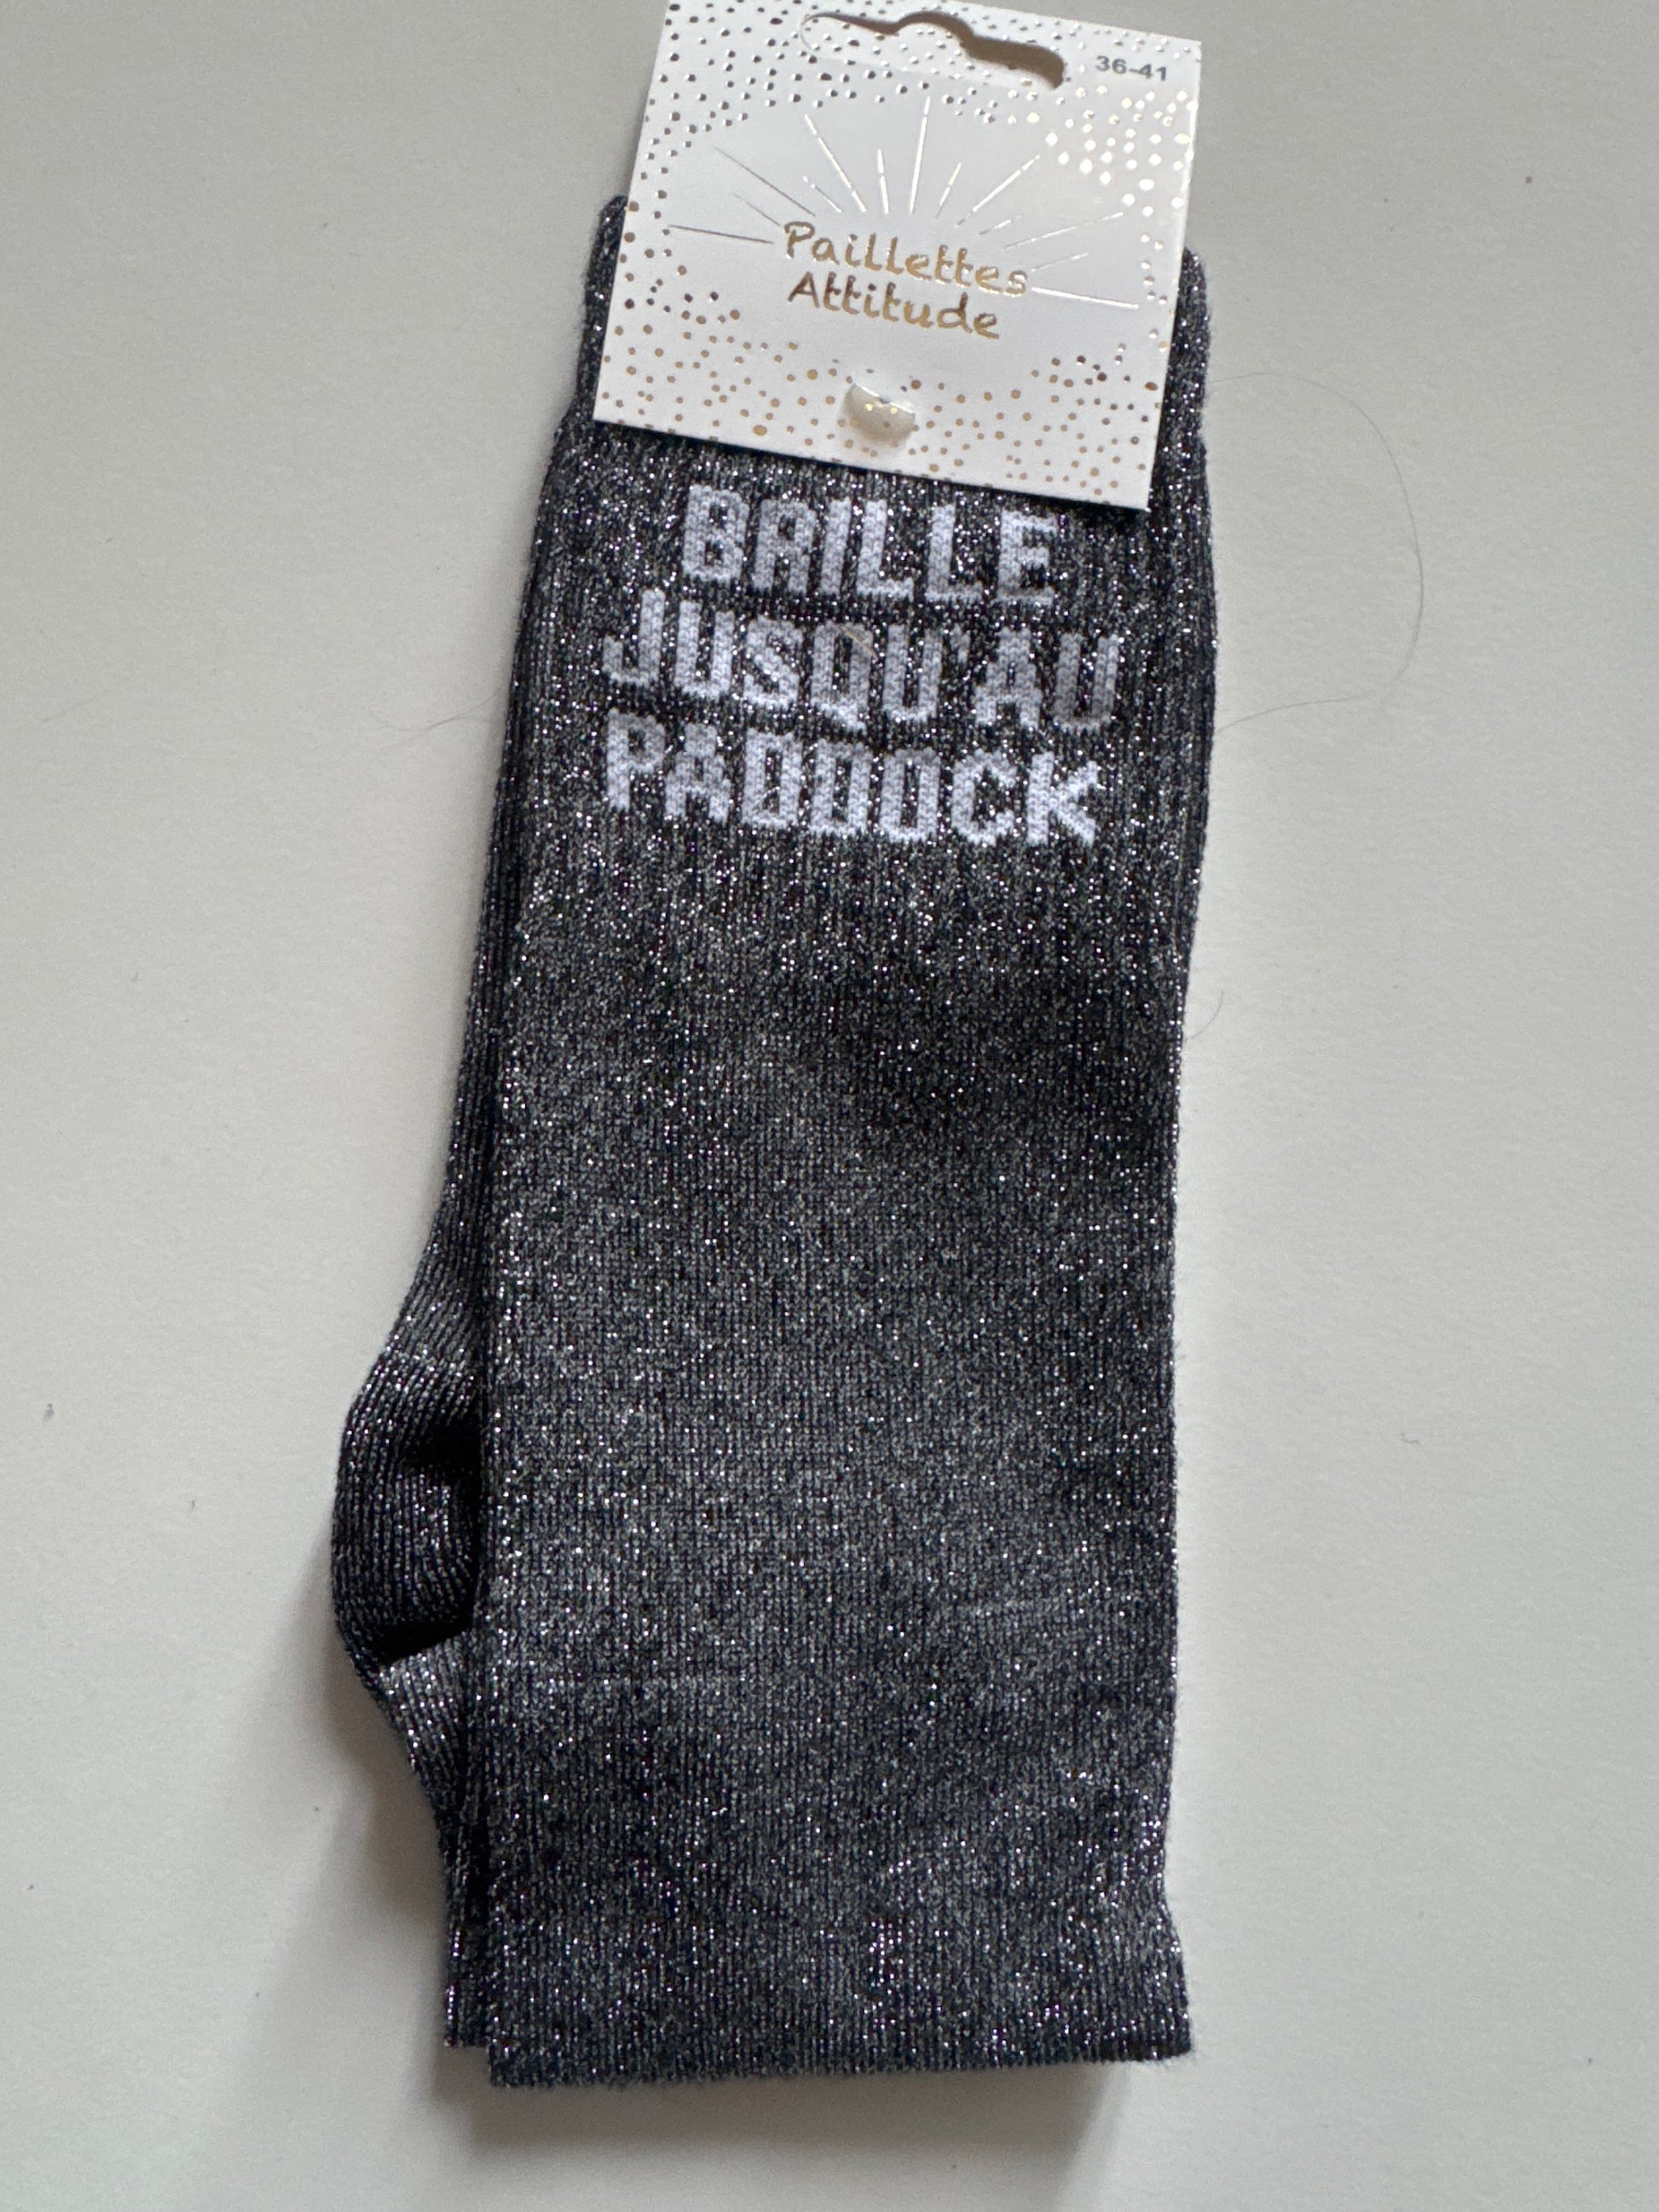 36-41
Paillettes
Attitude
BRILLE
JUSQU'AU
PADDOCK